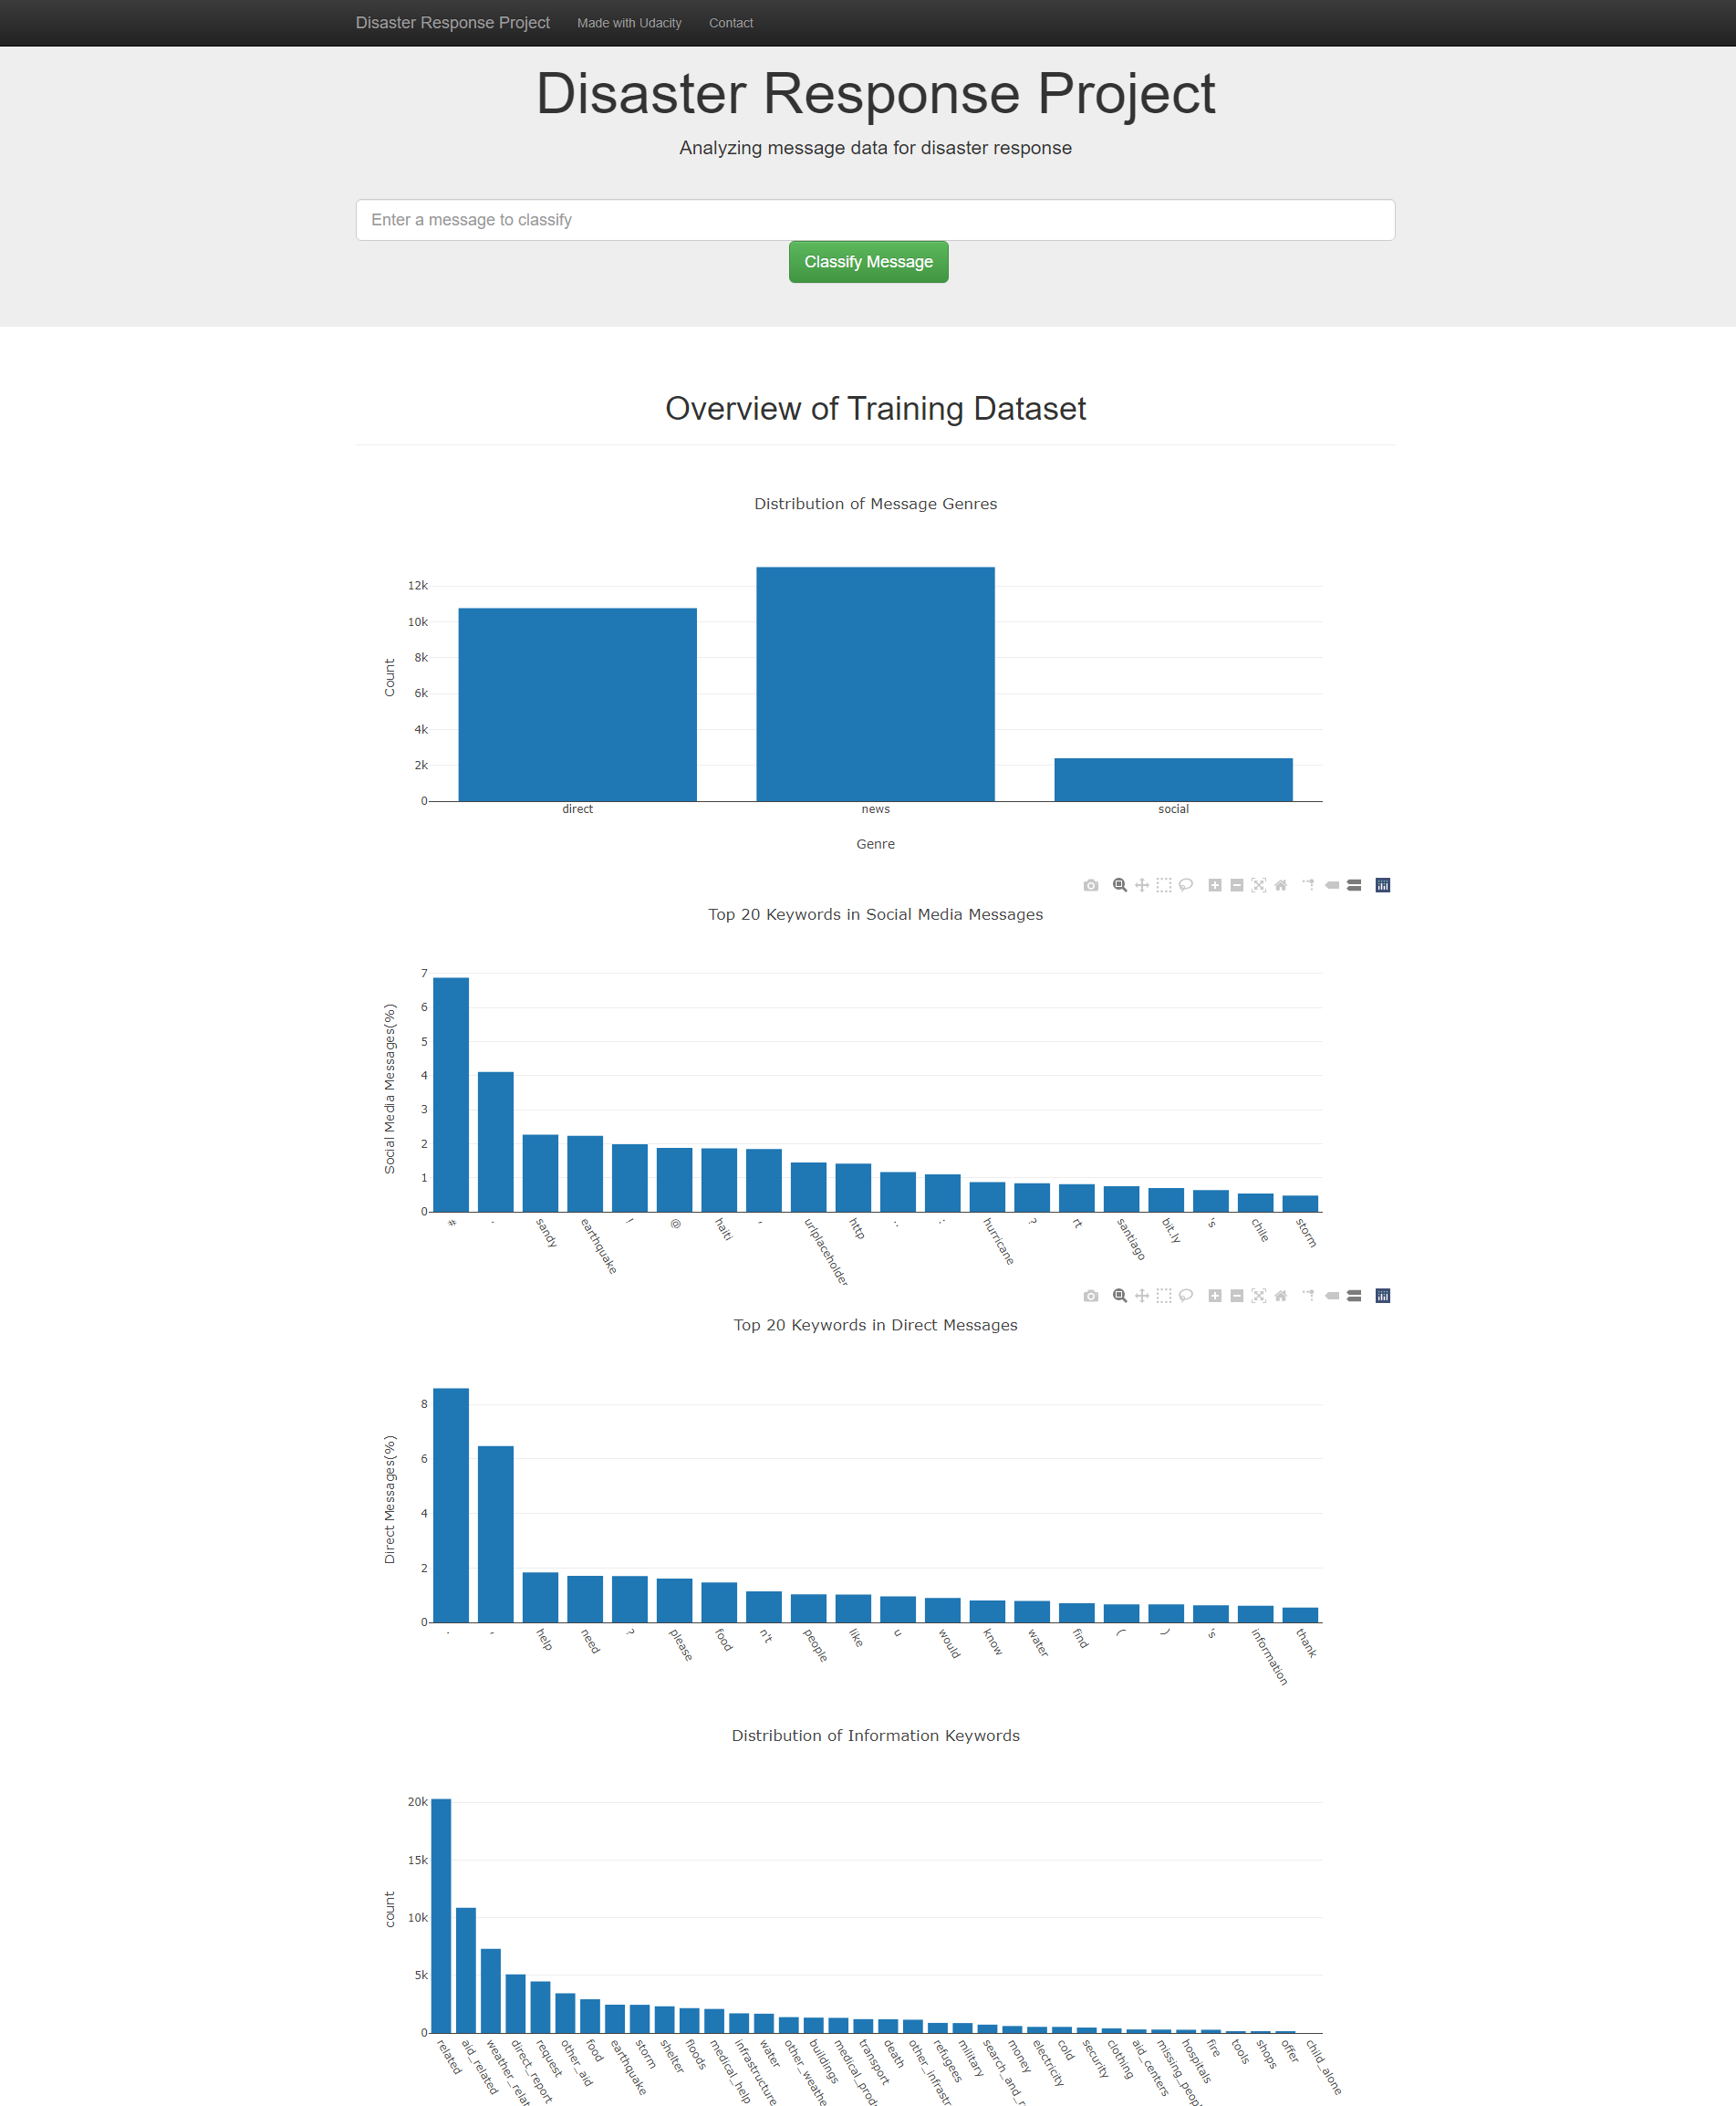 Disaster Response Project Made with Udacity Contact
Disaster Response Project
Analyzing message data for disaster response
Enter a message to classify
Classify Message
Overview of Training Dataset
Distribution of Message Genres
Count
12k
10k
8k
6k
4k
2k
0
direct news social
Genre
Top 20 Keywords in Social Media Messages
Social Media Messages(%)
7
6
5
4
3
2
1
0
# . sandy earthquake ! @ haiti , urlplaceholder http .. : hurricane ? rt santiago bit.ly 's chile storm
Top 20 Keywords in Direct Messages
Direct Messages(%)
8
6
4
2
0
. , help need ? please food n't people like u would know water find ( ) 's information thank
Distribution of Information Keywords
count
20k
15k
10k
5k
0
related aid_related weather_relat direct_report request other_aid food earthquake storm shelter floods medical_help infrastructure water other_weathe buildings medical_prod transport death other_infrastr refugees military search_and_r money electricity cold security clothing aid_centers missing_peopl hospitals fire tools shops offer child_alone